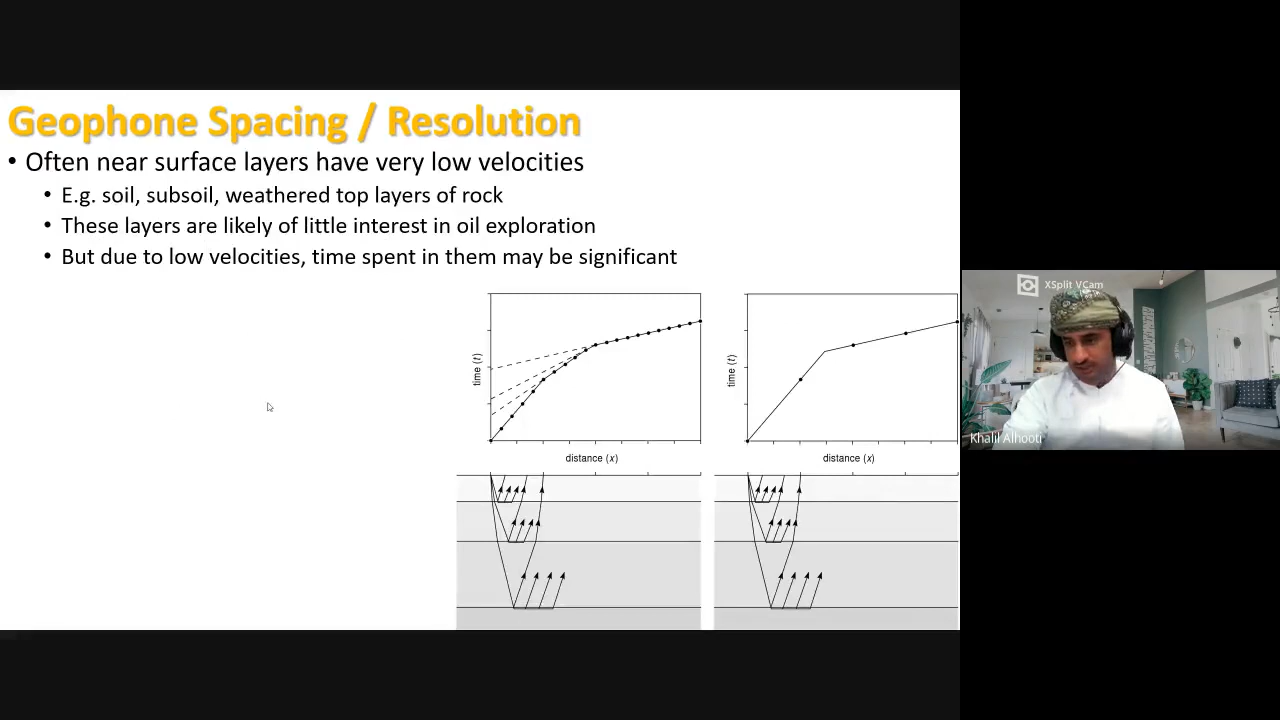 Geophone Spacing / Resolution
• Often near surface layers have very low velocities
• E.g. soil, subsoil, weathered top layers of rock
• These layers are likely of little interest in oil exploration
• But due to low velocities, time spent in them may be significant
time (t)
distance (x)
time (t)
distance (x)
XSplit VCam
Khalil Alhooti